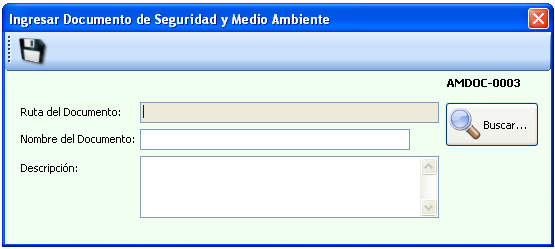 Ingresar Documento de Seguridad y Medio Ambiente
AMDOC-0003
Ruta del Documento:
Buscar...
Nombre del Documento:
Descripción: